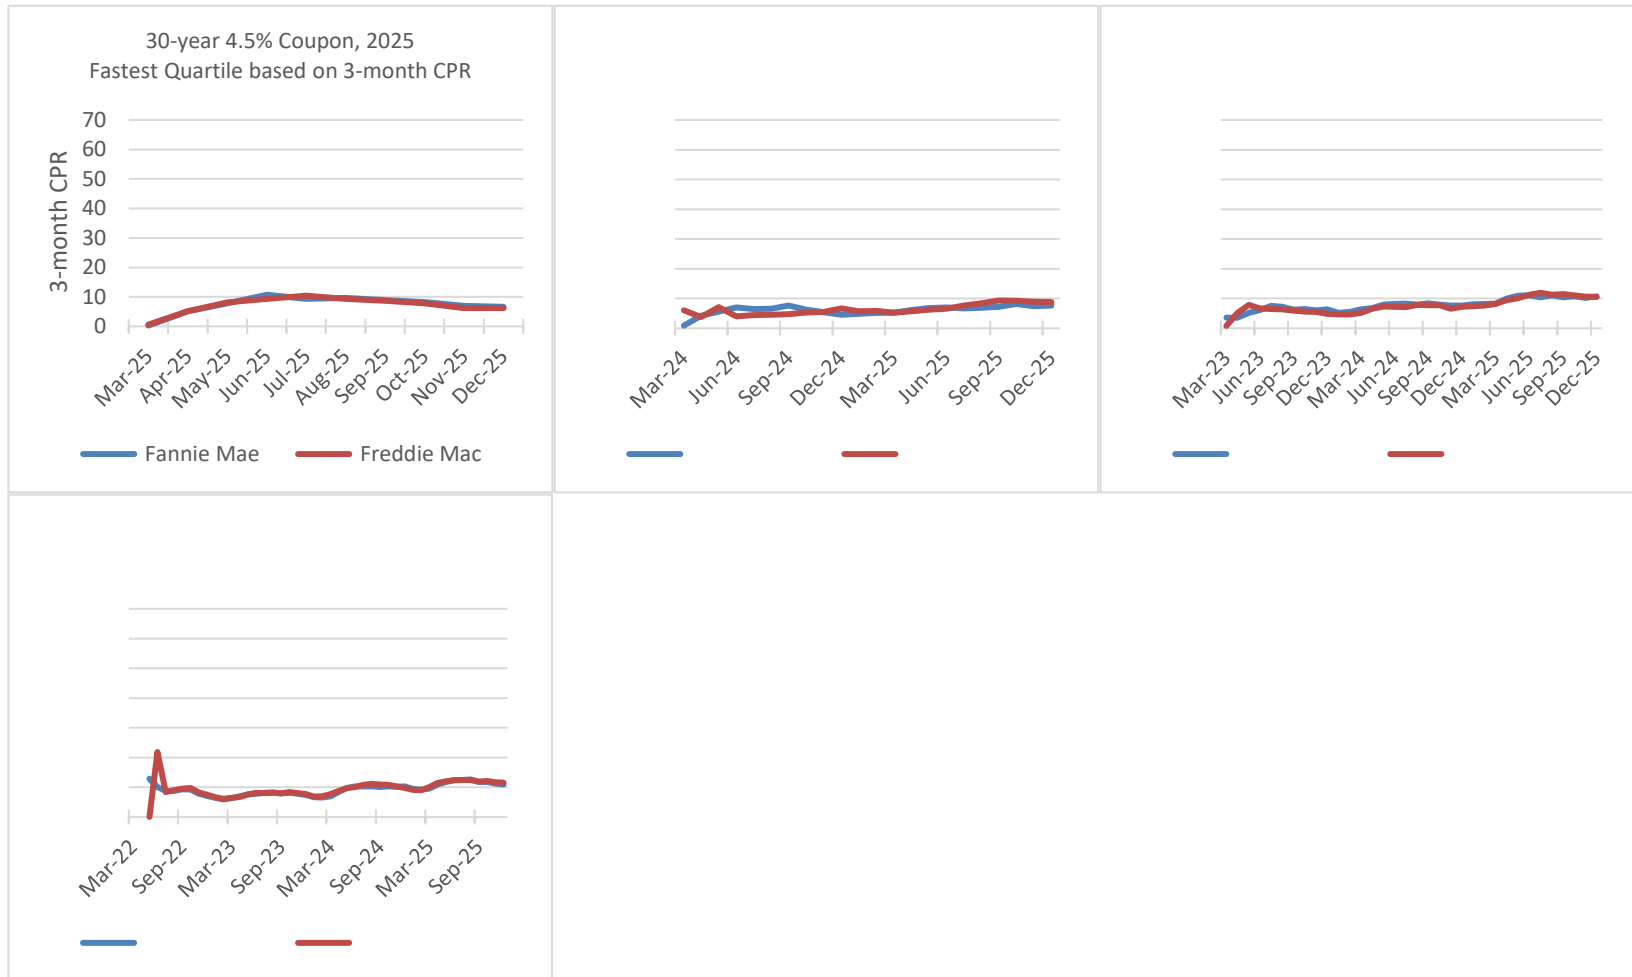 30-year 4.5% Coupon, 2025
Fastest Quartile based on 3-month CPR
3-month CPR
70
60
50
40
30
20
10
0
Mar-25
Apr-25
May-25
Jun-25
Jul-25
Aug-25
Sep-25
Oct-25
Nov-25
Dec-25
Fannie Mae
Freddie Mac
Mar-24
Jun-24
Sep-24
Dec-24
Mar-25
Jun-25
Sep-25
Dec-25
Mar-23
Jun-23
Sep-23
Dec-23
Mar-24
Jun-24
Sep-24
Dec-24
Mar-25
Jun-25
Sep-25
Dec-25
Mar-22
Sep-22
Mar-23
Sep-23
Mar-24
Sep-24
Mar-25
Sep-25